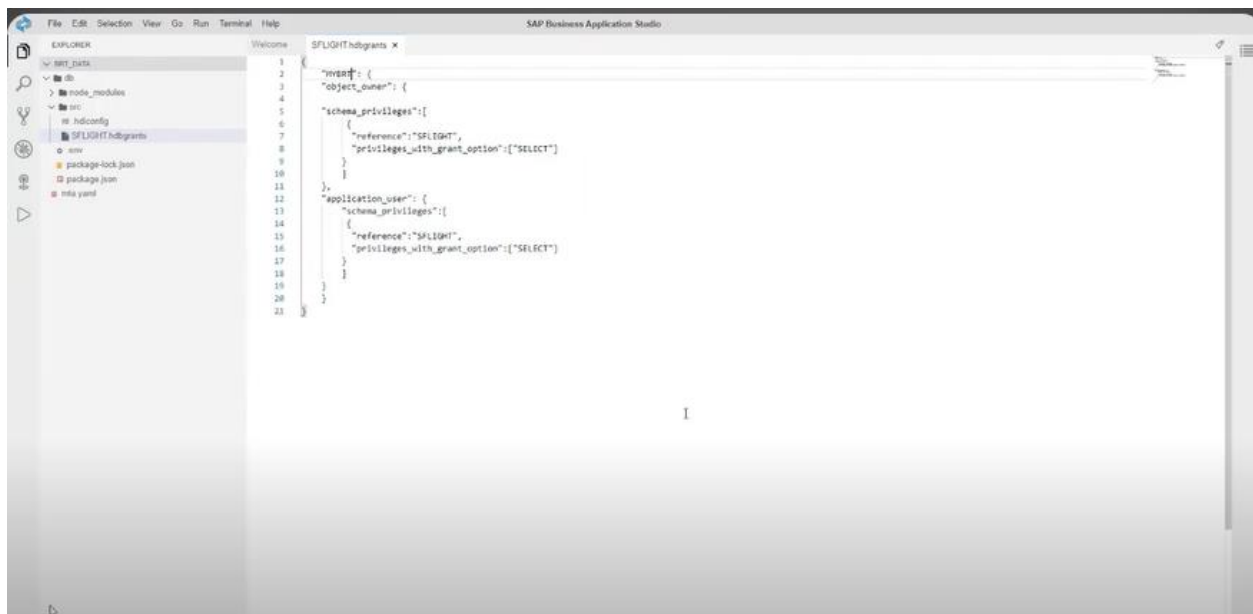 File Edit Selection View Go Run Terminal Help
SAP Business Application Studio
EXPLORER
BRT_DATA
db
node_modules
src
.hdiconfig
SFLIGHT.hdbgrants
.env
package-lock.json
package.json
mta.yaml
Welcome SFLIGHT.hdbgrants ×
1 {
2 "MYBRT": {
3 "object_owner": {
4
5 "schema_privileges":[
6 {
7 "reference":"SFLIGHT",
8 "privileges_with_grant_option":["SELECT"]
9 }
10 ]
11 },
12 "application_user": {
13 "schema_privileges":[
14 {
15 "reference":"SFLIGHT",
16 "privileges_with_grant_option":["SELECT"]
17 }
18 ]
19 }
20 }
21 }